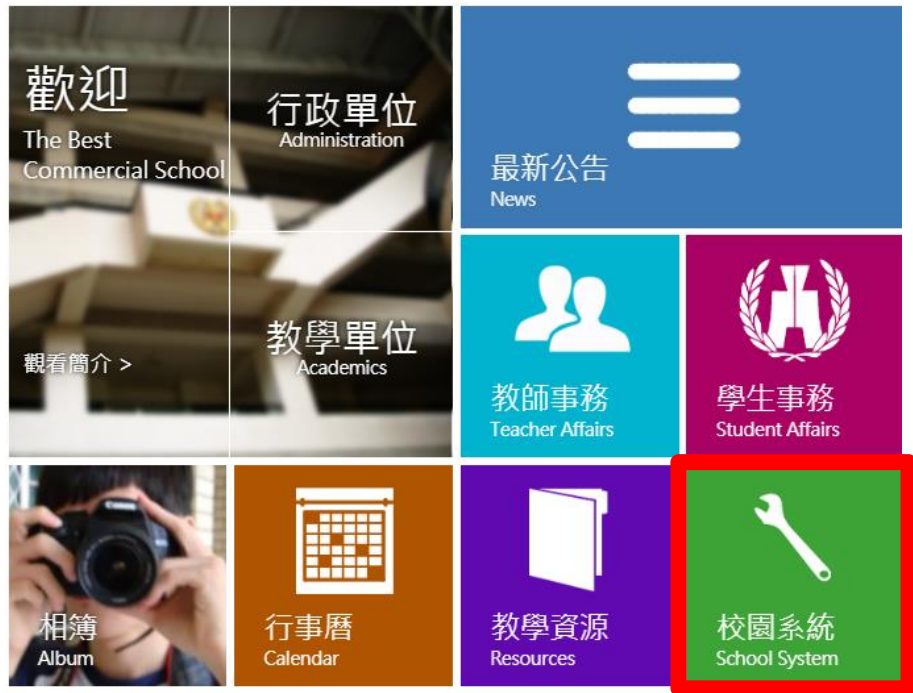 歡迎
The Best
Commercial School
觀看簡介 >
行政單位
Administration
教學單位
Academics
最新公告
News
教師事務
Teacher Affairs
學生事務
Student Affairs
相簿
Album
行事曆
Calendar
教學資源
Resources
校園系統
School System